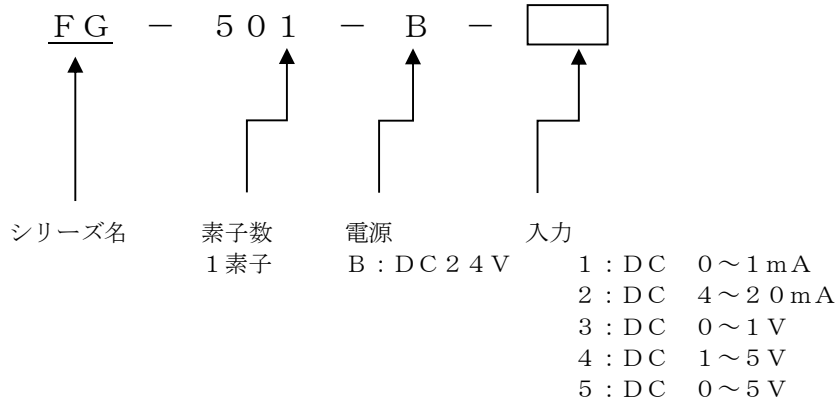 ＦＧ － ５０１ － Ｂ －
シリーズ名 素子数 電源 入力
１素子 Ｂ：ＤＣ２４Ｖ １：ＤＣ ０～１ｍＡ
２：ＤＣ ４～２０ｍＡ
３：ＤＣ ０～１Ｖ
４：ＤＣ １～５Ｖ
５：ＤＣ ０～５Ｖ